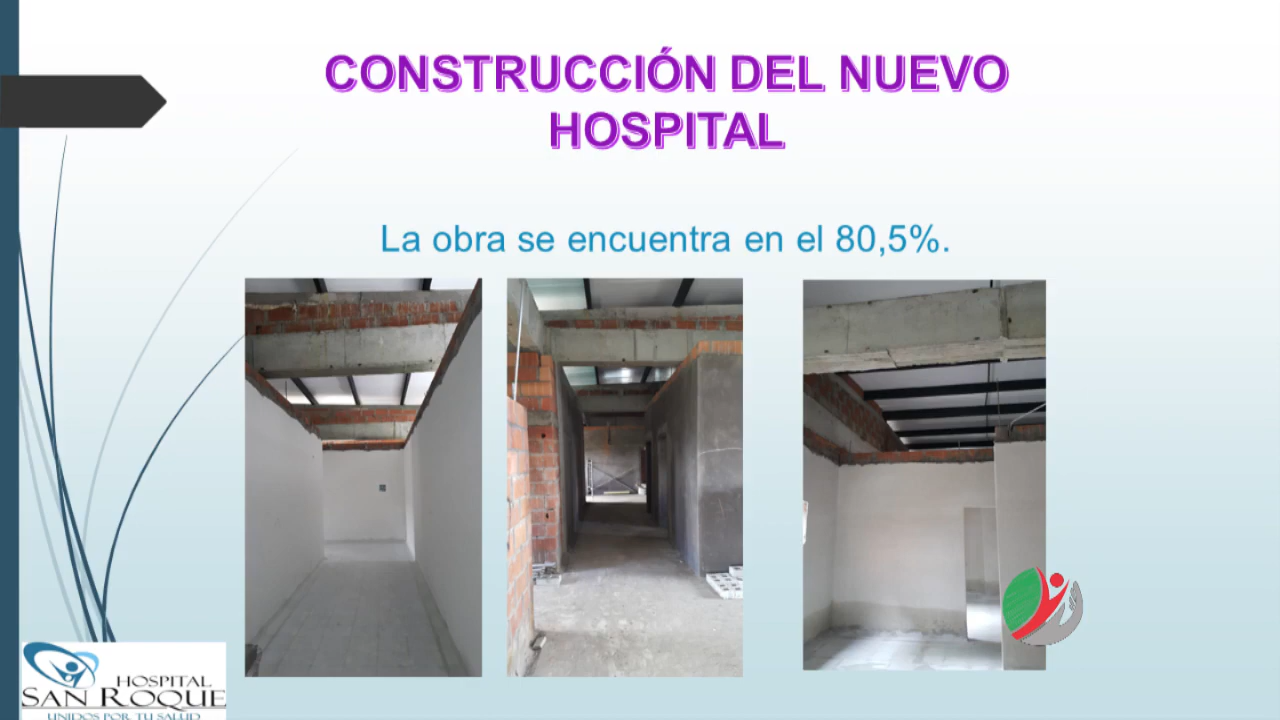 CONSTRUCCIÓN DEL NUEVO
HOSPITAL
La obra se encuentra en el 80,5%.
HOSPITAL
SAN ROQUE
UNIDOS POR TU SALUD